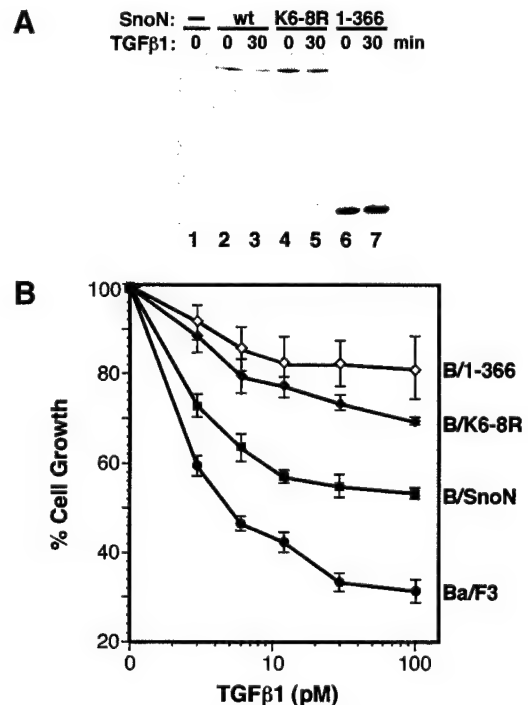 A
SnoN: – wt K6-8R 1-366
TGFβ1: 0 0 30 0 30 0 30 min
1 2 3 4 5 6 7
B
100
80
60
40
20
% Cell Growth
B/1-366
B/K6-8R
B/SnoN
Ba/F3
0 10 100
TGFβ1 (pM)